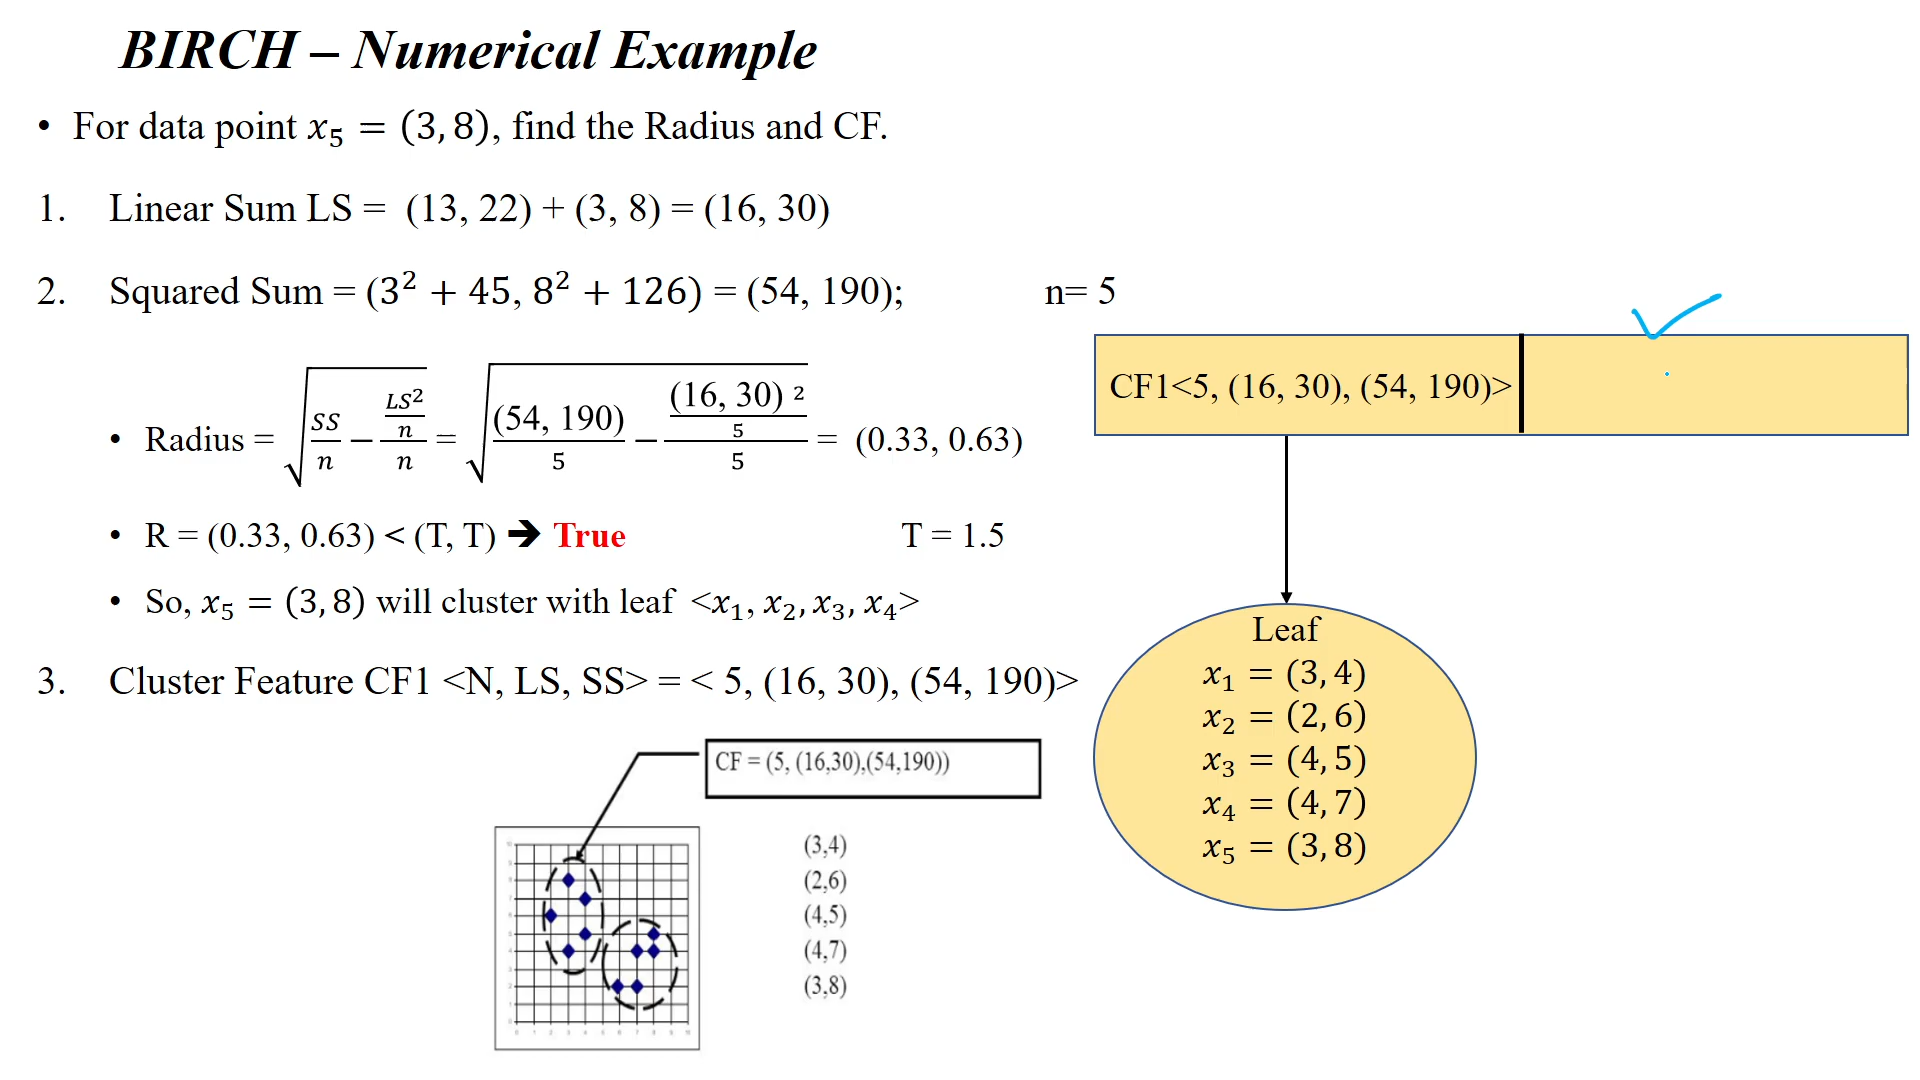 BIRCH – Numerical Example
• For data point x₅ = (3, 8), find the Radius and CF.
1. Linear Sum LS = (13, 22) + (3, 8) = (16, 30)
2. Squared Sum = (3² + 45, 8² + 126) = (54, 190); n= 5
• Radius = √(SS/n − (LS²/n)/n) = √((54, 190)/5 − ((16, 30)²/5)/5) = (0.33, 0.63)
• R = (0.33, 0.63) < (T, T) ➔ True T = 1.5
• So, x₅ = (3, 8) will cluster with leaf <x₁, x₂, x₃, x₄>
3. Cluster Feature CF1 <N, LS, SS> = < 5, (16, 30), (54, 190)>
CF = (5, (16,30),(54,190))
(3,4)
(2,6)
(4,5)
(4,7)
(3,8)
CF1<5, (16, 30), (54, 190)>
Leaf
x₁ = (3, 4)
x₂ = (2, 6)
x₃ = (4, 5)
x₄ = (4, 7)
x₅ = (3, 8)